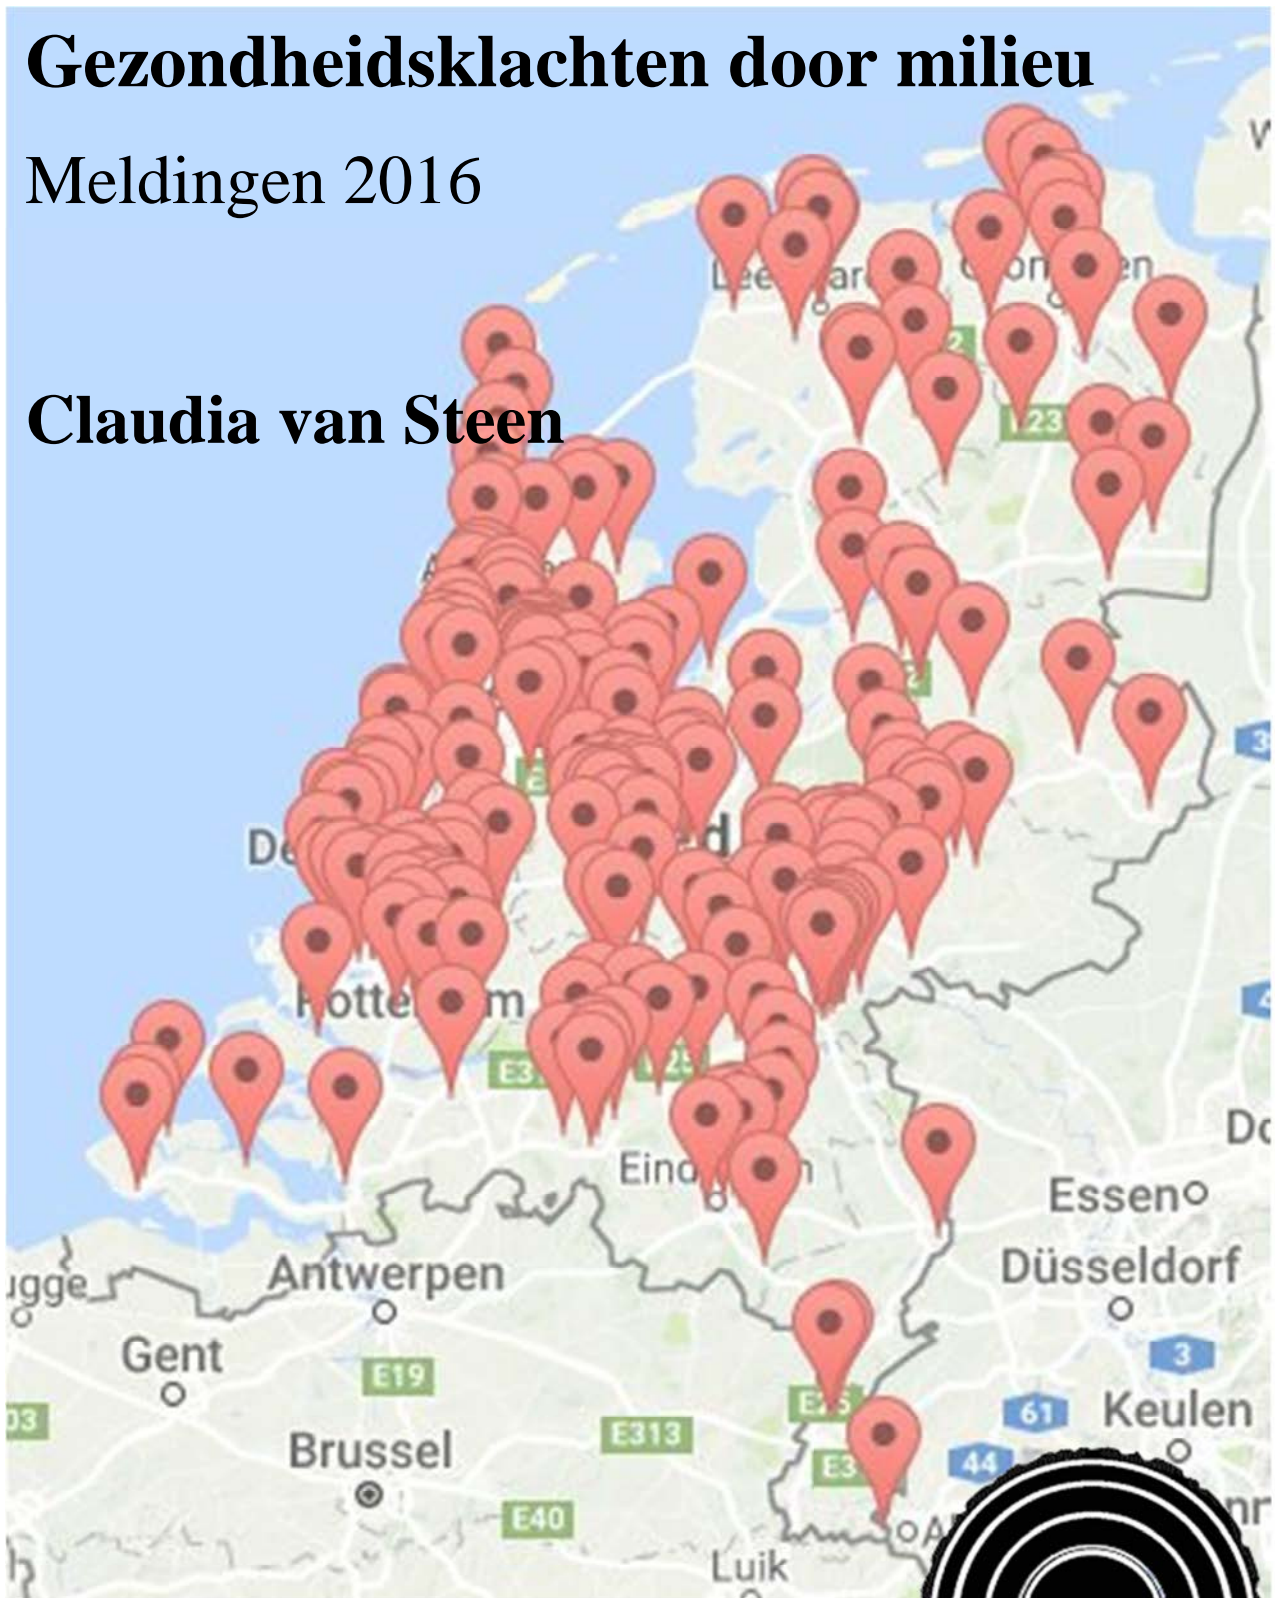 Gezondheidsklachten door milieu
Meldingen 2016
Claudia van Steen
Essen
Düsseldorf
Antwerpen
Gent
E19
3
61
Keulen
E313
Brussel
44
E40
Luik